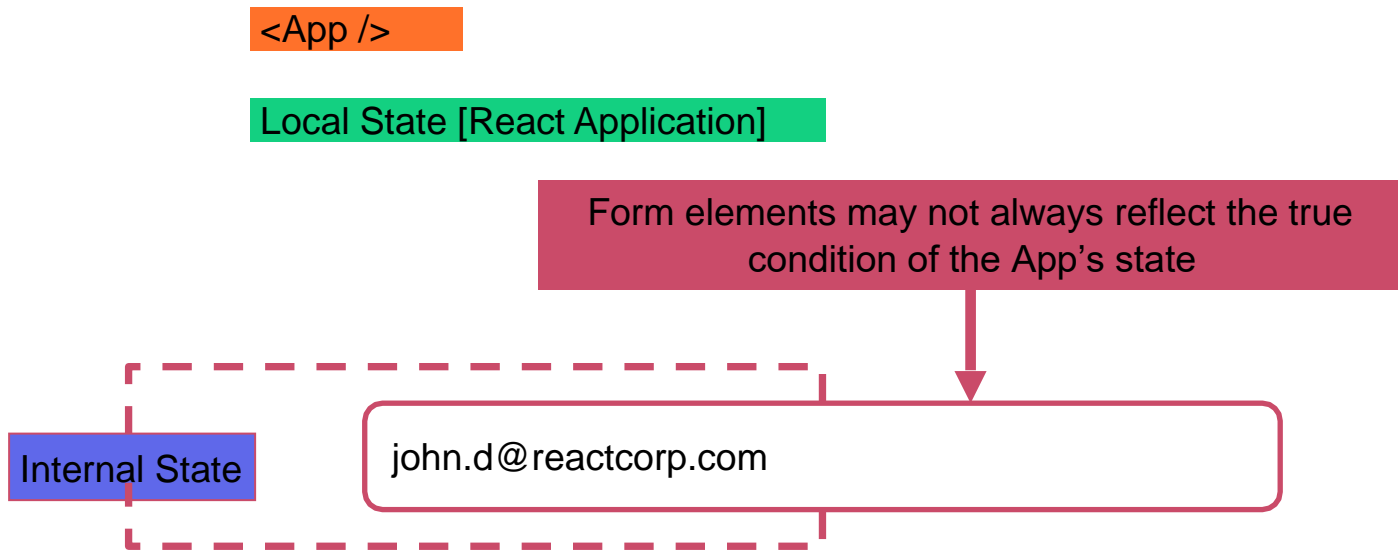 <App />
Local State [React Application]
Form elements may not always reflect the true
condition of the App’s state
Internal State
john.d@reactcorp.com